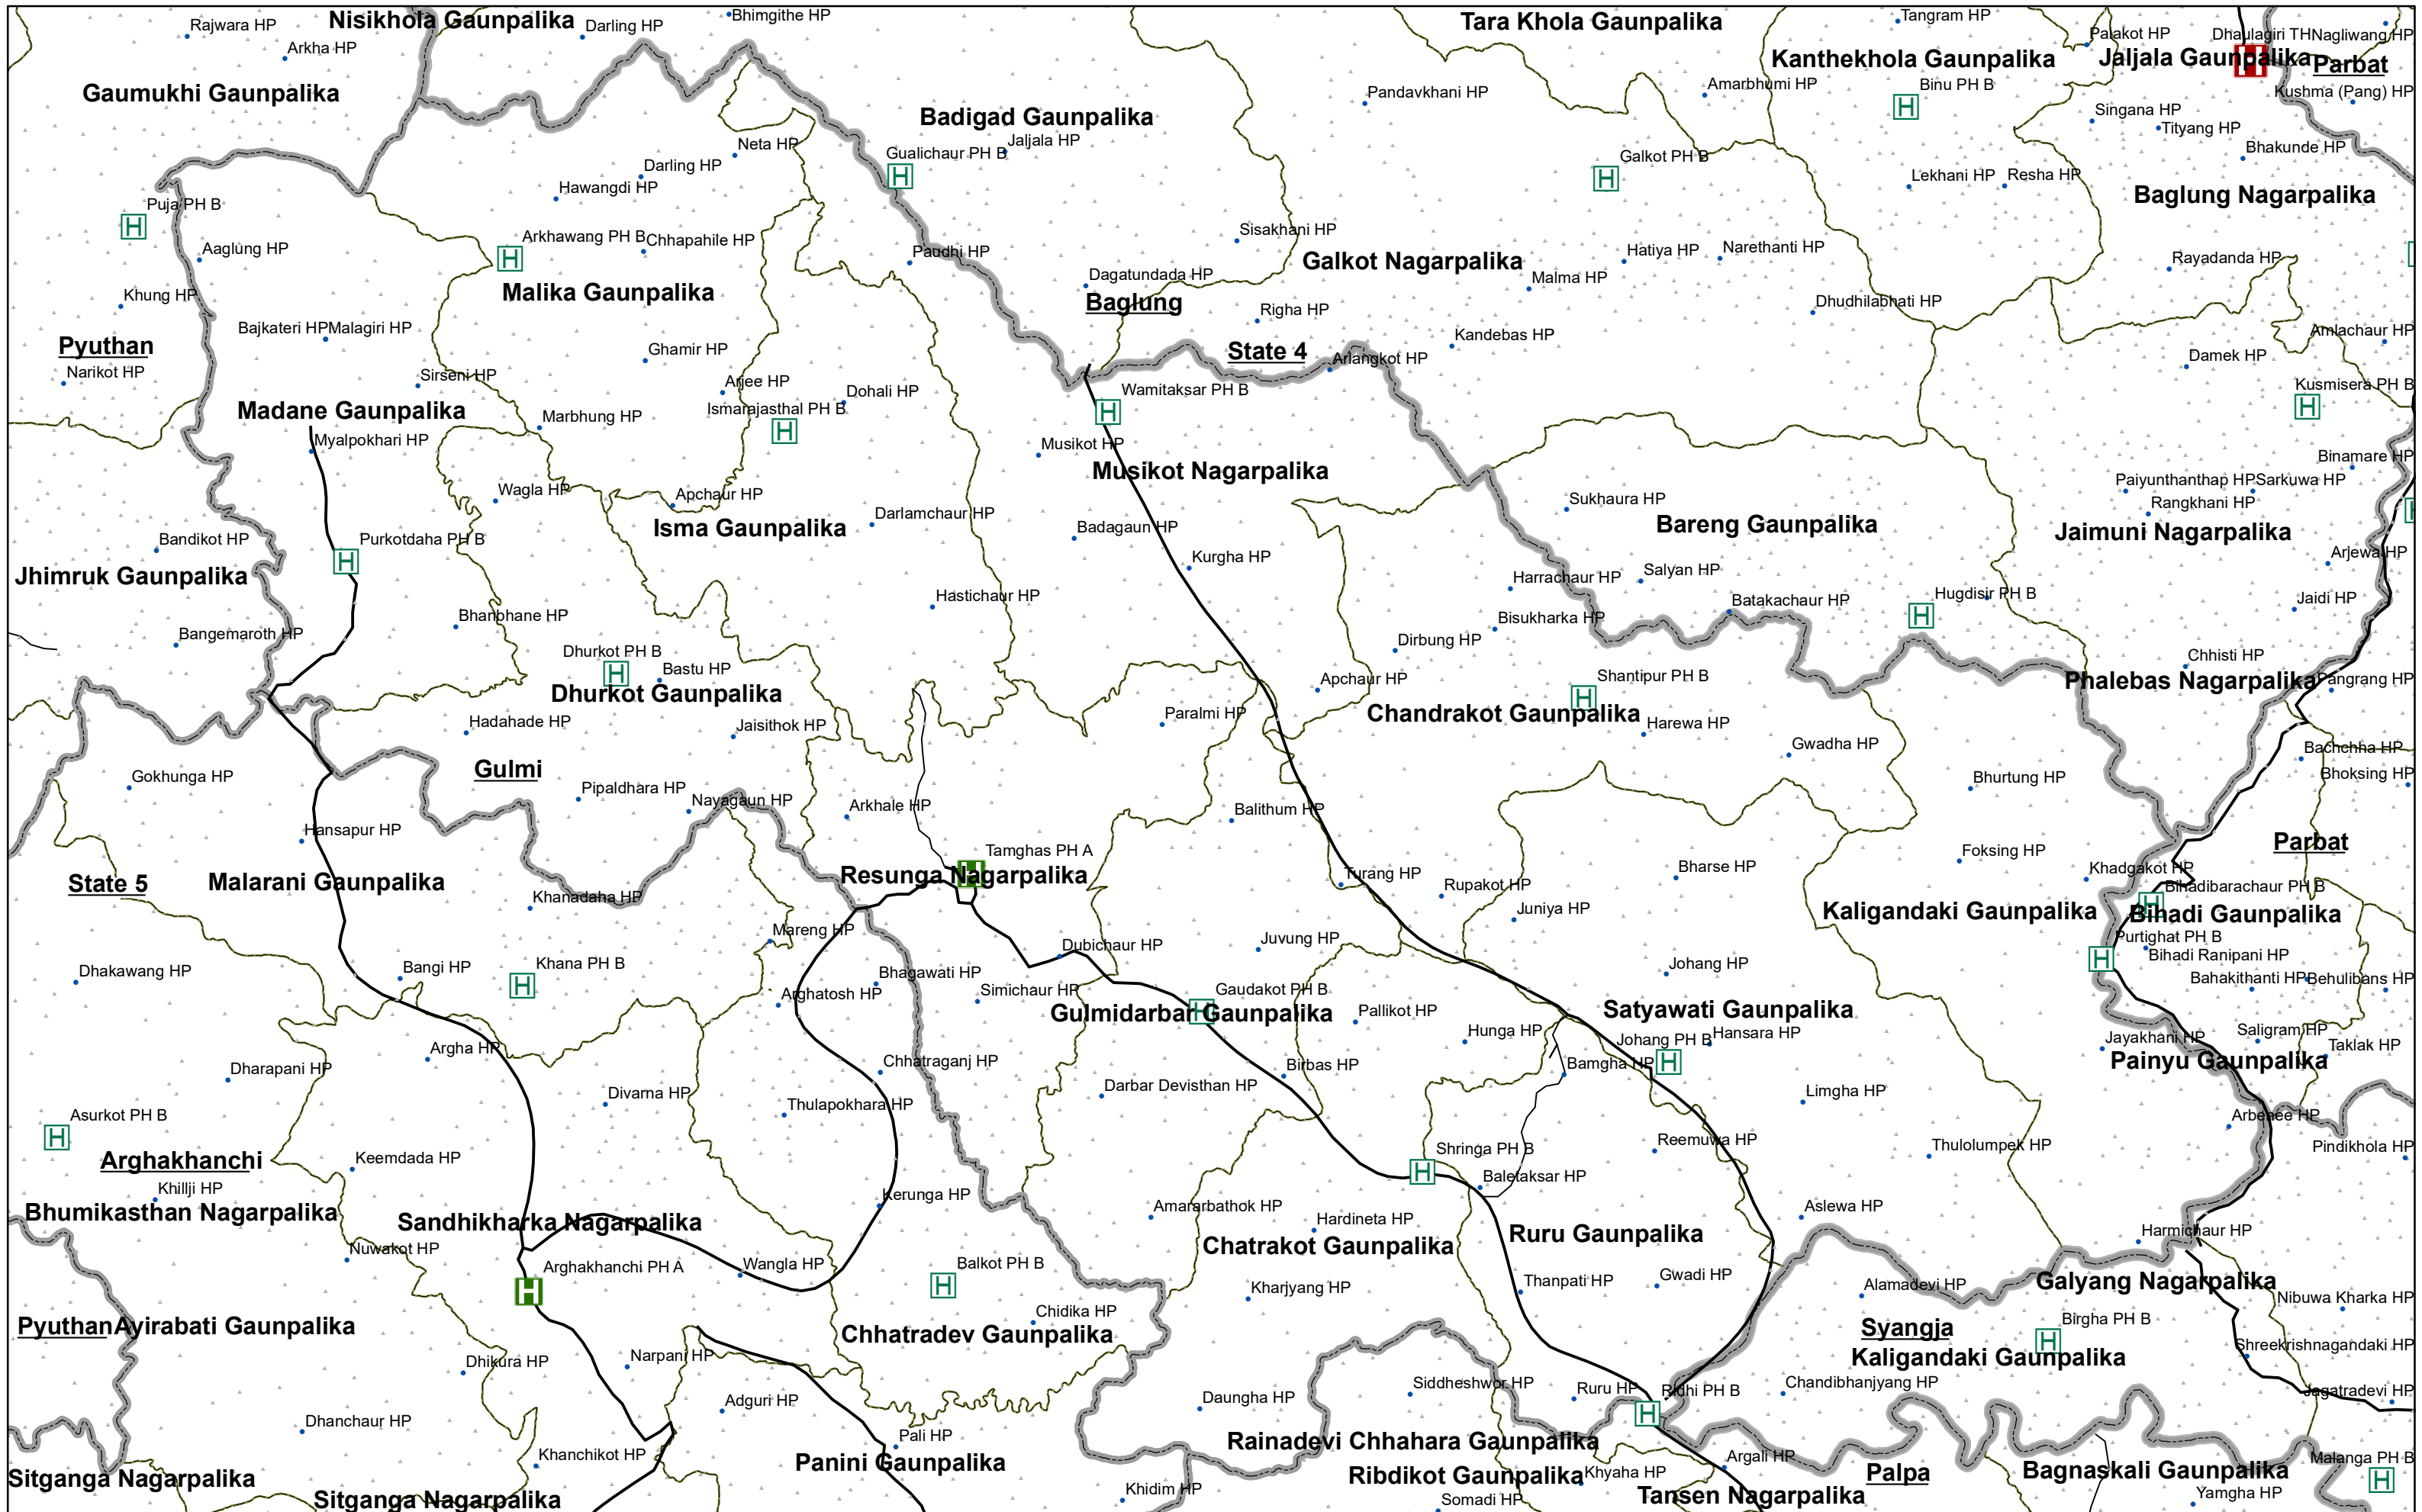 Nisikhola Gaunpalika
Bhimgithe HP
Tara Khola Gaunpalika
Tangram HP
Rajwara HP
Darling HP
Palakot HP
Dhaulagiri TH
Nagliwang HP
Arkha HP
Kanthekhola Gaunpalika
Jaljala Gaunpalika
Parbat
Gaumukhi Gaunpalika
Pandavkhani HP
Amarbhumi HP
Binu PH B
Kushma (Pang) HP
Badigad Gaunpalika
Singana HP
Tityang HP
Neta HP
Gualichaur PH B
Jaljala HP
Galkot PH B
Bhakunde HP
Darling HP
Hawangdi HP
Lekhani HP
Resha HP
Baglung Nagarpalika
Puja PH B
Arkhawang PH B
Chhapahile HP
Sisakhani HP
Aaglung HP
Paudhi HP
Galkot Nagarpalika
Hatiya HP
Narethanti HP
Rayadanda HP
Dagatundada HP
Malma HP
Khung HP
Malika Gaunpalika
Baglung
Righa HP
Dhudhilabhati HP
Bajkateri HP
Malagiri HP
Kandebas HP
Amlachaur HP
Pyuthan
Ghamir HP
State 4
Arlangkot HP
Damek HP
Narikot HP
Sirseni HP
Arjee HP
Dohali HP
Wamitaksar PH B
Kusmisera PH B
Madane Gaunpalika
Marbhung HP
Ismarajasthal PH B
Myalpokhari HP
Musikot HP
Musikot Nagarpalika
Binamare HP
Wagla HP
Apchaur HP
Sukhaura HP
Paiyunthanthap HP
Sarkuwa HP
Rangkhani HP
Isma Gaunpalika
Darlamchaur HP
Badagaun HP
Bareng Gaunpalika
Jaimuni Nagarpalika
Bandikot HP
Purkotdaha PH B
Kurgha HP
Arjewa HP
Jhimruk Gaunpalika
Harrachaur HP
Salyan HP
Hastichaur HP
Batakachaur HP
Hugdisir PH B
Jaidi HP
Bhanbhane HP
Bisukharka HP
Bangemaroth HP
Dirbung HP
Dhurkot PH B
Bastu HP
Chhisti HP
Dhurkot Gaunpalika
Apchaur HP
Shantipur PH B
Phalebas Nagarpalika
Pangrang HP
Hadahade HP
Jaisithok HP
Paralmi HP
Chandrakot Gaunpalika
Harewa HP
Gwadha HP
Bachchha HP
Gokhunga HP
Gulmi
Bhurtung HP
Bhoksing HP
Pipaldhara HP
Nayagaun HP
Arkhale HP
Balithum HP
Hansapur HP
Parbat
Tamghas PH A
Foksing HP
Bharse HP
Khadgakot HP
State 5
Malarani Gaunpalika
Resunga Nagarpalika
Turang HP
Rupakot HP
Bihadibarachaur PH B
Khanadaha HP
Juniya HP
Kaligandaki Gaunpalika
Bihadi Gaunpalika
Mareng HP
Dubichaur HP
Juvung HP
Purtighat PH B
Bihadi Ranipani HP
Dhakawang HP
Bangi HP
Khana PH B
Bhagawati HP
Johang HP
Bahakithanti HP
Behulibans HP
Arghatosh HP
Simichaur HP
Gaudakot PH B
Gulmidarbar Gaunpalika
Pallikot HP
Satyawati Gaunpalika
Hunga HP
Johang PH B
Hansara HP
Jayakhani HP
Saligram HP
Argha HP
Taklak HP
Dharapani HP
Chhatraganj HP
Birbas HP
Bamgha HP
Painyu Gaunpalika
Divarna HP
Darbar Devisthan HP
Limgha HP
Asurkot PH B
Thulapokhara HP
Arbenee HP
Arghakhanchi
Keemdada HP
Shringa PH B
Reemuwa HP
Thulolumpek HP
Pindikhola HP
Khillji HP
Kerunga HP
Baletaksar HP
Bhumikasthan Nagarpalika
Sandhikharka Nagarpalika
Amararbathok HP
Hardineta HP
Aslewa HP
Harmichaur HP
Nuwakot HP
Chatrakot Gaunpalika
Ruru Gaunpalika
Arghakhanchi PH A
Wangla HP
Balkot PH B
Thanpati HP
Gwadi HP
Alamadevi HP
Galyang Nagarpalika
Kharjyang HP
Nibuwa Kharka HP
Chidika HP
Pyuthan
Ayirabati Gaunpalika
Chhatradev Gaunpalika
Syangja
Birgha PH B
Shreekrishnagandaki HP
Dhikura HP
Narpani HP
Kaligandaki Gaunpalika
Adguri HP
Daungha HP
Siddheshwor HP
Ruru HP
Ridhi PH B
Chandibhanjyang HP
Jagatradevi HP
Dhanchaur HP
Pali HP
Khanchikot HP
Rainadevi Chhahara Gaunpalika
Argali HP
Malanga PH B
Sitganga Nagarpalika
Panini Gaunpalika
Ribdikot Gaunpalika
Khyaha HP
Palpa
Bagnaskali Gaunpalika
Khidim HP
Sitganga Nagarpalika
Somadi HP
Tansen Nagarpalika
Yamgha HP